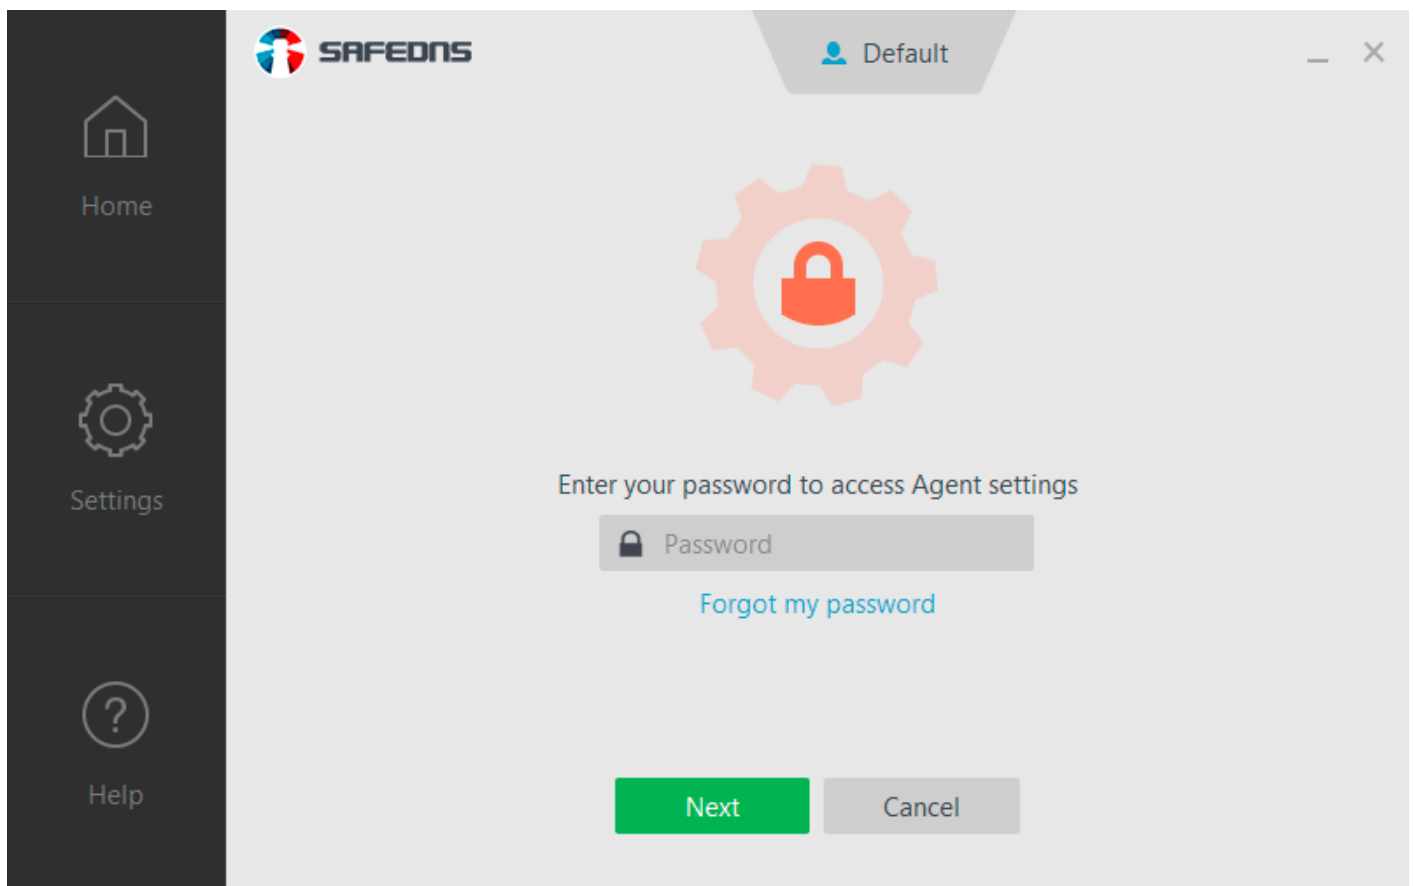 SAFEDNS
Default
Home
Settings
Help
Enter your password to access Agent settings
Password
Forgot my password
Next
Cancel